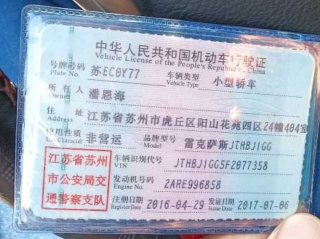 中华人民共和国机动车行驶证
Vehicle License of the People's Republic of China
号牌号码 苏EC8Y77 车辆类型 小型轿车
Plate No. Vehicle Type
所有人 潘恩海
住址 江苏省苏州市虎丘区阳山花苑四区24幢404室
使用性质 非营运 品牌型号 雷克萨斯JTHBJ1GG
江苏省苏州
市公安局交
通警察支队
车辆识别代号 JTHBJ1GG5F2077358
VIN
发动机号码 2ARE996858
Engine No.
注册日期 2016-04-29 发证日期 2017-07-06
Register Date Issue Date